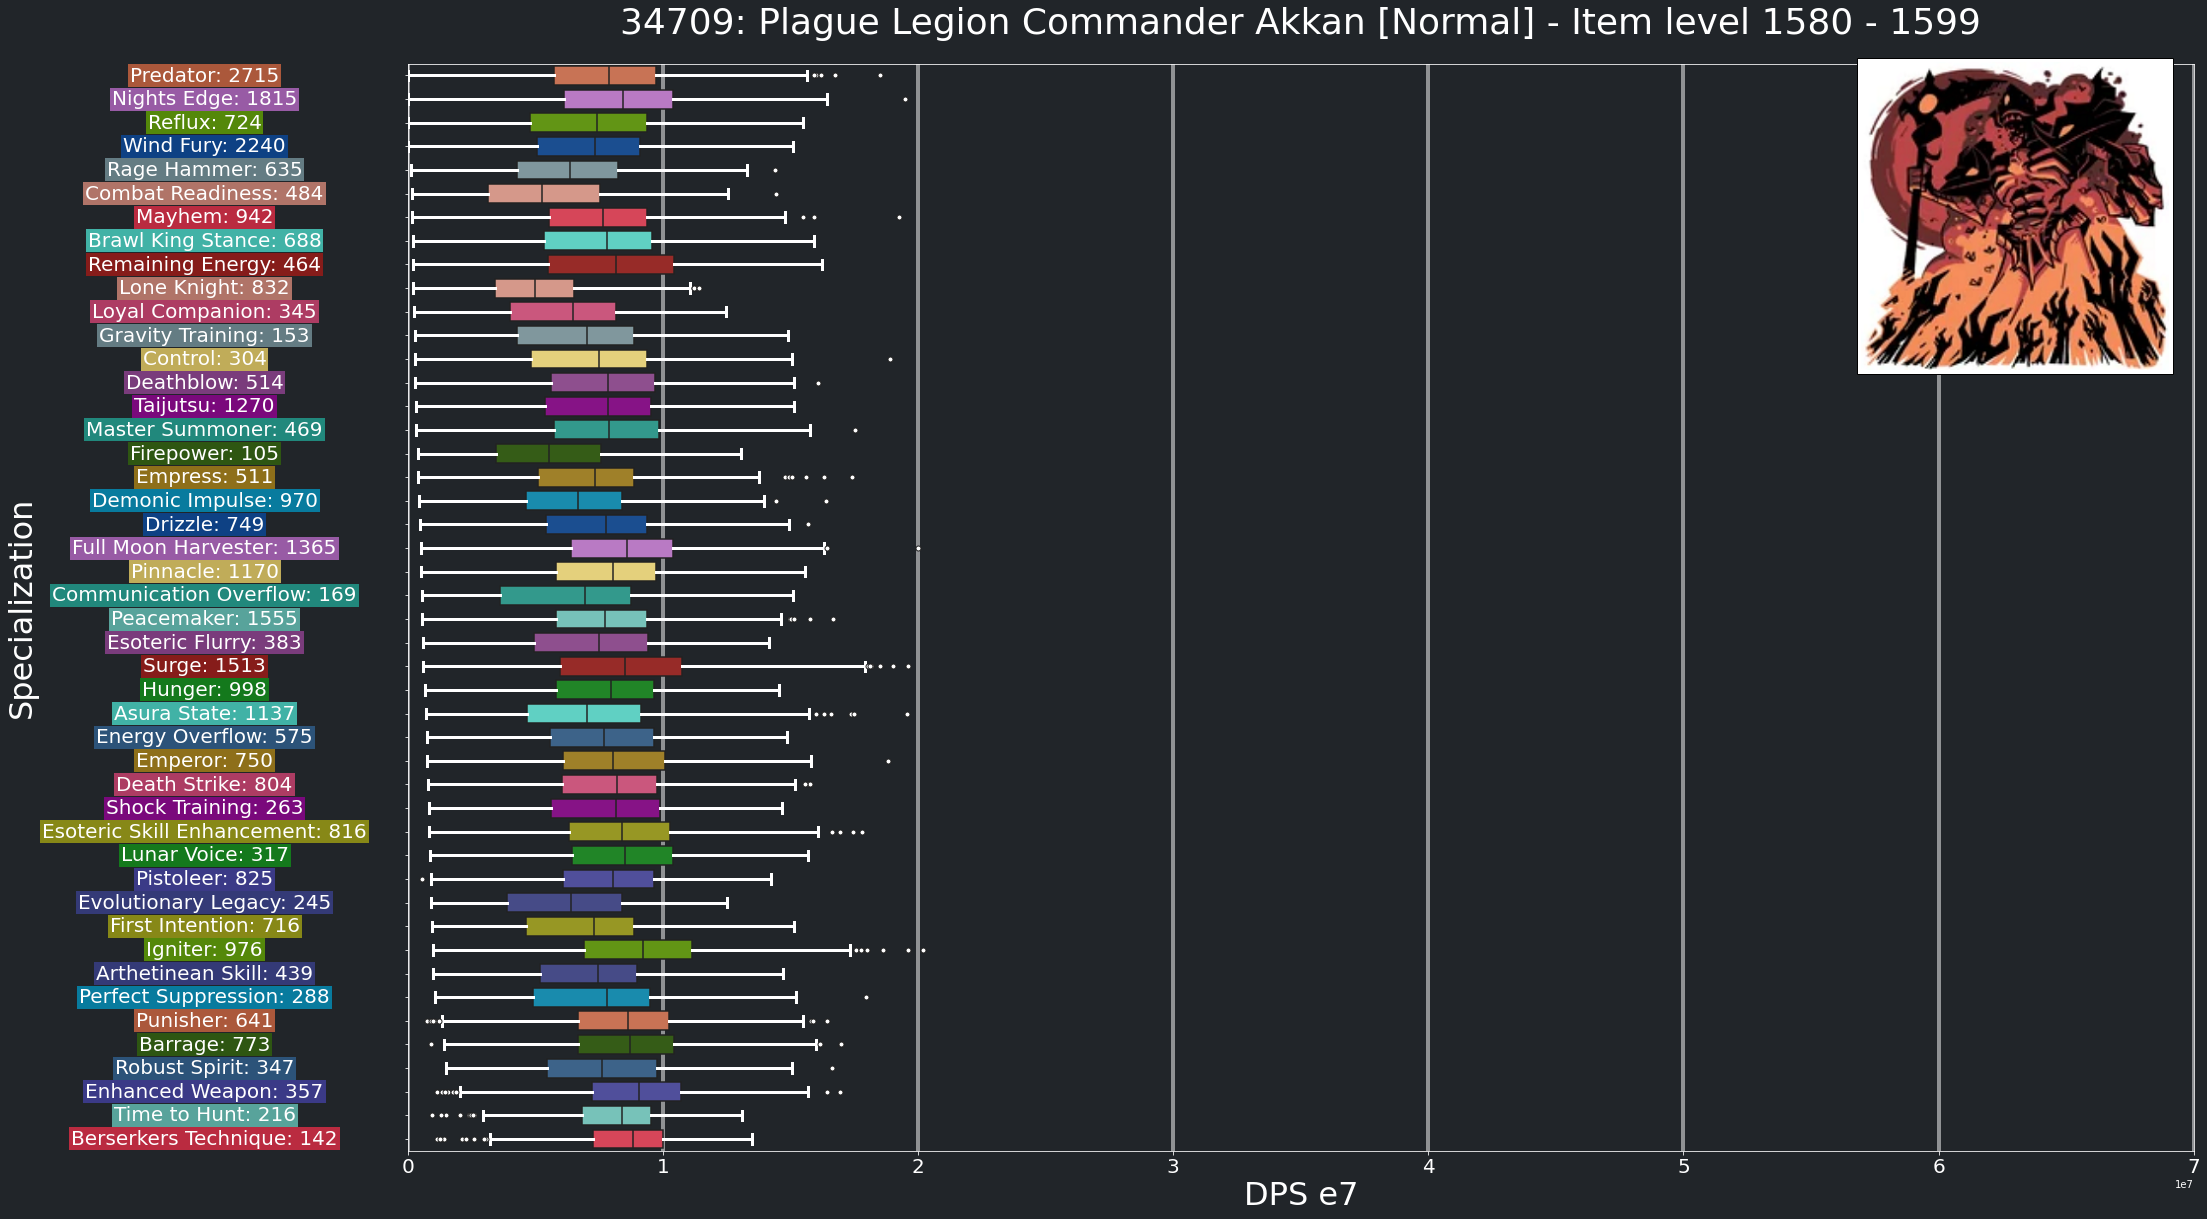 34709: Plague Legion Commander Akkan [Normal] - Item level 1580 - 1599
Predator: 2715
Nights Edge: 1815
Reflux: 724
Wind Fury: 2240
Rage Hammer: 635
Combat Readiness: 484
Mayhem: 942
Brawl King Stance: 688
Remaining Energy: 464
Lone Knight: 832
Loyal Companion: 345
Gravity Training: 153
Control: 304
Deathblow: 514
Taijutsu: 1270
Master Summoner: 469
Firepower: 105
Empress: 511
Demonic Impulse: 970
Drizzle: 749
Full Moon Harvester: 1365
Pinnacle: 1170
Communication Overflow: 169
Peacemaker: 1555
Esoteric Flurry: 383
Surge: 1513
Hunger: 998
Asura State: 1137
Energy Overflow: 575
Emperor: 750
Death Strike: 804
Shock Training: 263
Esoteric Skill Enhancement: 816
Lunar Voice: 317
Pistoleer: 825
Evolutionary Legacy: 245
First Intention: 716
Igniter: 976
Arthetinean Skill: 439
Perfect Suppression: 288
Punisher: 641
Barrage: 773
Robust Spirit: 347
Enhanced Weapon: 357
Time to Hunt: 216
Berserkers Technique: 142
Specialization
0 1 2 3 4 5 6 7
1e7
DPS e7